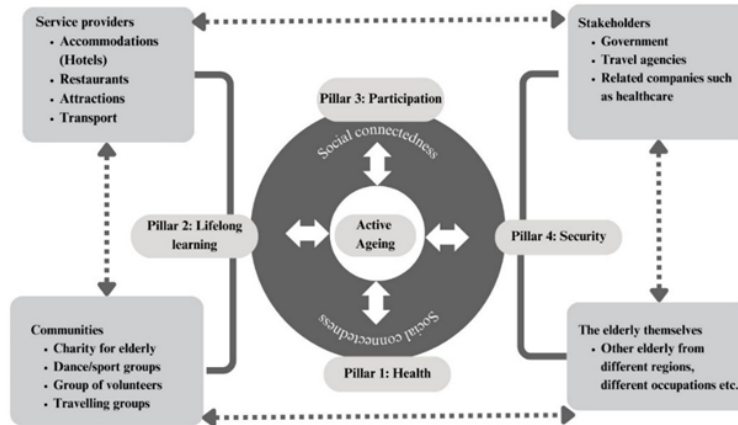 Service providers
• Accommodations
(Hotels)
• Restaurants
• Attractions
• Transport
Stakeholders
• Government
• Travel agencies
• Related companies such
as healthcare
Pillar 3: Participation
Social connectedness
Pillar 2: Lifelong
learning
Active
Ageing
Pillar 4: Security
Social connectedness
Pillar 1: Health
Communities
• Charity for elderly
• Dance/sport groups
• Group of volunteers
• Travelling groups
The elderly themselves
• Other elderly from
different regions,
different occupations etc.